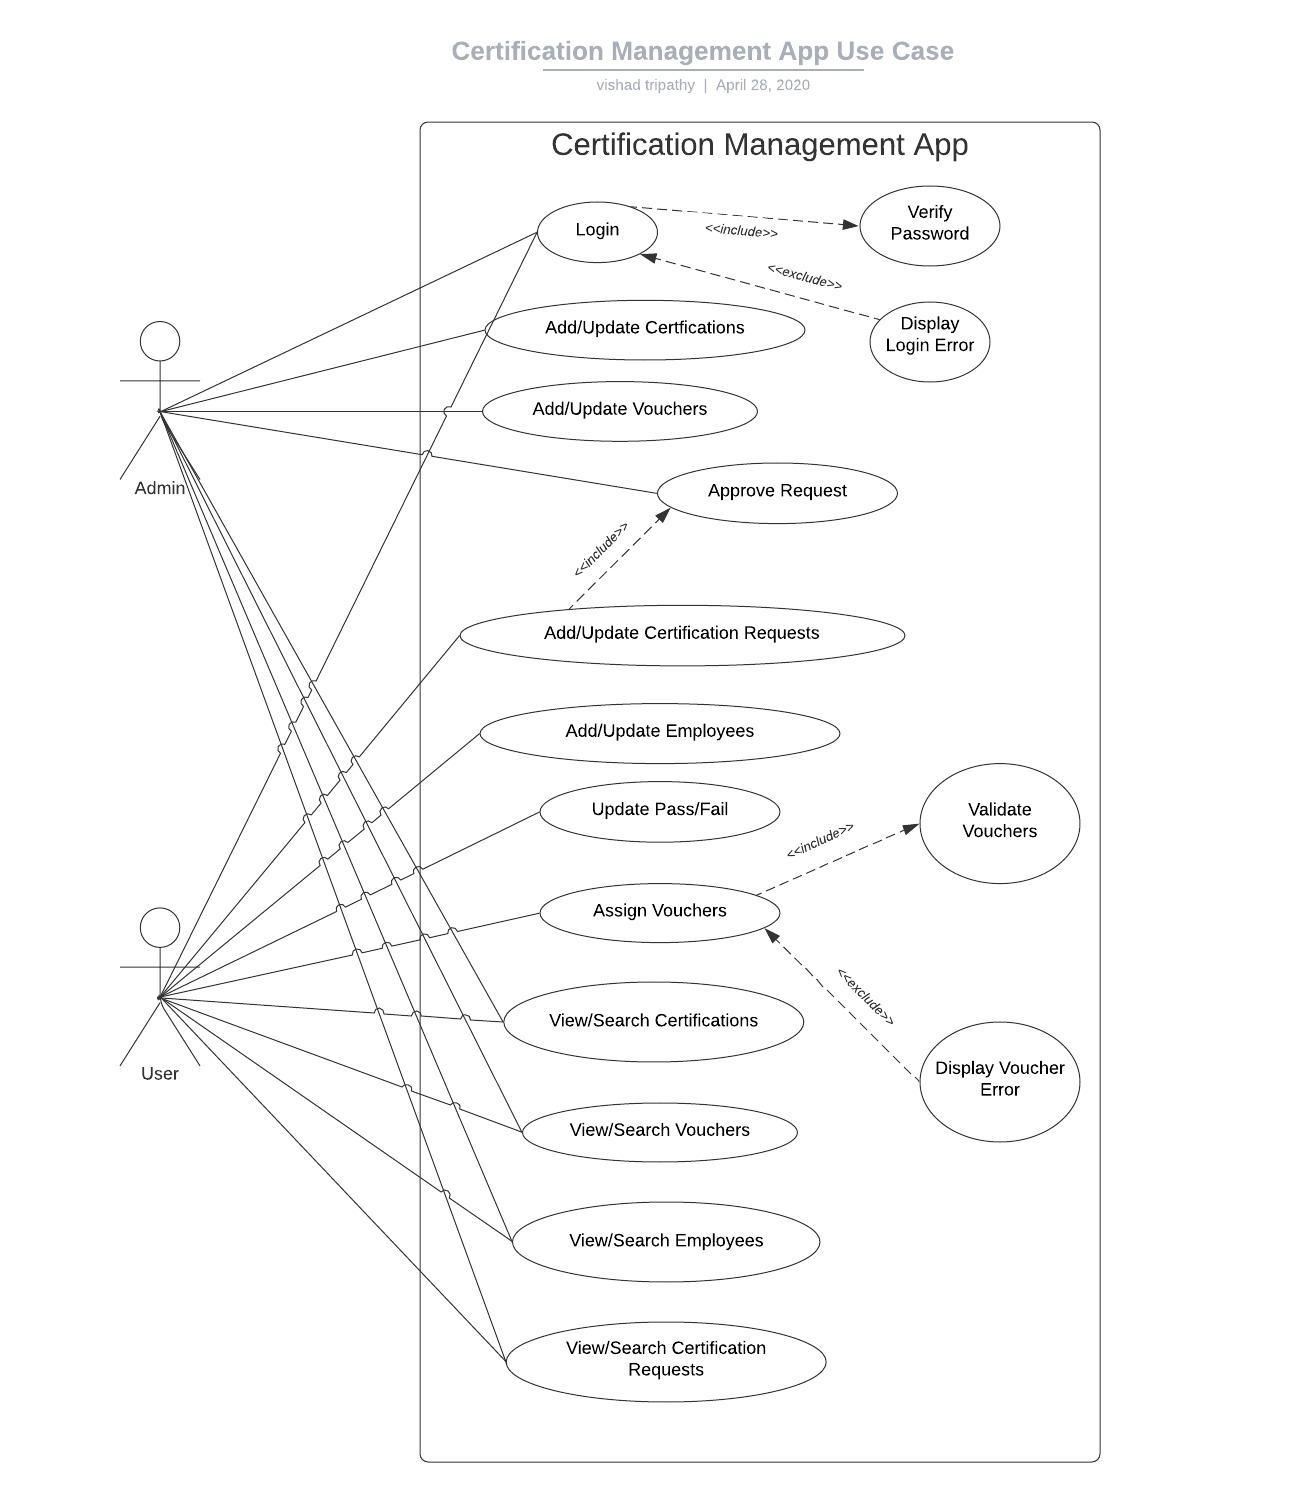 Certification Management App Use Case
vishad tripathy | April 28, 2020
Certification Management App
Login
<<include>>
Verify
Password
<<exclude>>
Display
Login Error
Add/Update Certfications
Add/Update Vouchers
Approve Request
Admin
<<include>>
Add/Update Certification Requests
Add/Update Employees
Update Pass/Fail
<<include>>
Validate
Vouchers
Assign Vouchers
<<exclude>>
View/Search Certifications
User
Display Voucher
Error
View/Search Vouchers
View/Search Employees
View/Search Certification
Requests